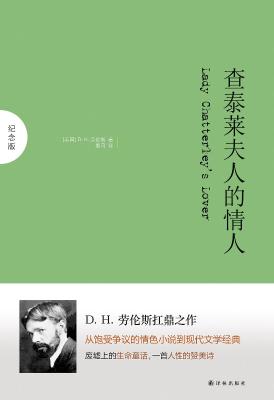 查泰莱夫人的情人
Lady Chatterley's Lover
纪念版
D. H. 劳伦斯扛鼎之作
从饱受争议的情色小说到现代文学经典
废墟上的生命童话，一首人性的赞美诗
译林出版社